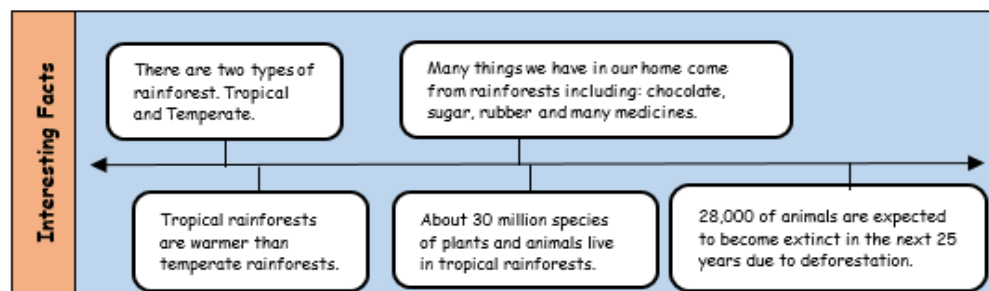 Interesting Facts
There are two types of
rainforest. Tropical
and Temperate.
Many things we have in our home come
from rainforests including: chocolate,
sugar, rubber and many medicines.
Tropical rainforests
are warmer than
temperate rainforests.
About 30 million species
of plants and animals live
in tropical rainforests.
28,000 of animals are expected
to become extinct in the next 25
years due to deforestation.